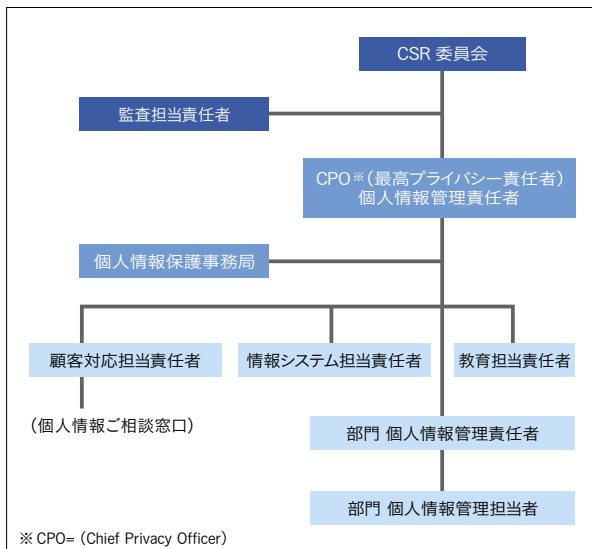 CSR 委員会
監査担当責任者
CPO※(最高プライバシー責任者)
個人情報管理責任者
個人情報保護事務局
顧客対応担当責任者
情報システム担当責任者
教育担当責任者
(個人情報ご相談窓口)
部門 個人情報管理責任者
部門 個人情報管理担当者
※ CPO= (Chief Privacy Officer)